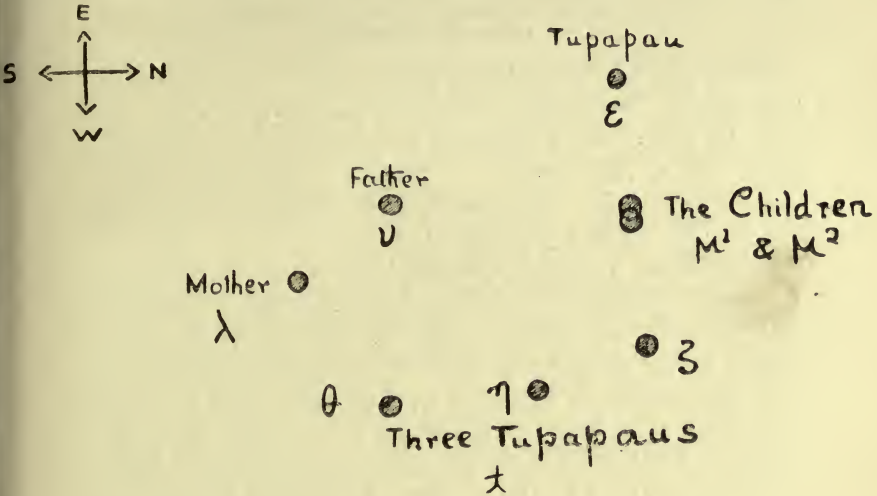 E
S N
W
Tupapau
ε
Father
ν
The Children
M¹ & M²
Mother
λ
ζ
θ η
Three Tupapaus
t